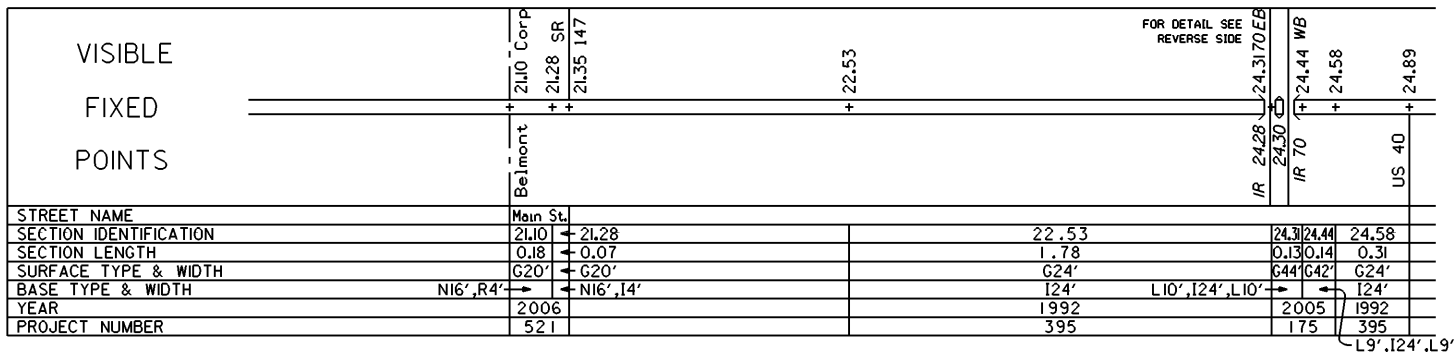 VISIBLE
FIXED
POINTS
21.10 Corp
Belmont
21.28 SR
21.35 147
22.53
FOR DETAIL SEE
REVERSE SIDE
24.31 70 EB
IR 24.28
24.30
24.44 WB
IR 70
24.58
24.89
US 40
STREET NAME Main St.
SECTION IDENTIFICATION 21.10 21.28 22.53 24.31 24.44 24.58
SECTION LENGTH 0.18 0.07 1.78 0.13 0.14 0.31
SURFACE TYPE & WIDTH G20' G20' G24' G44' G42' G24'
BASE TYPE & WIDTH N16',R4' N16',I4' I24' L10',I24',L10' I24'
YEAR 2006 1992 2005 1992
PROJECT NUMBER 521 395 175 395
L9',I24',L9'